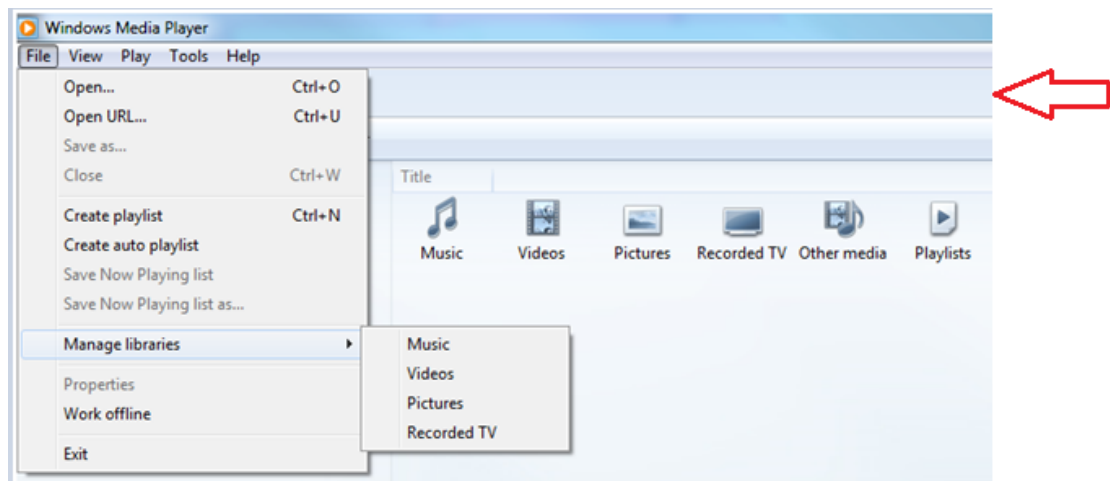 Windows Media Player
File View Play Tools Help
Open... Ctrl+O
Open URL... Ctrl+U
Save as...
Close Ctrl+W
Create playlist Ctrl+N
Create auto playlist
Save Now Playing list
Save Now Playing list as...
Manage libraries
Properties
Work offline
Exit
Music
Videos
Pictures
Recorded TV
Title
Music Videos Pictures Recorded TV Other media Playlists